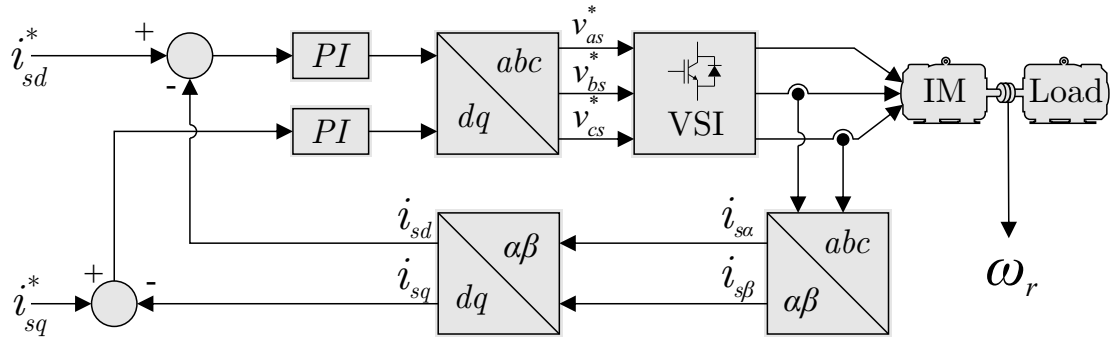 i*sd
+
-
PI
abc
dq
v*as
v*bs
v*cs
VSI
IM
Load
PI
isd
αβ
isα
abc
ωr
+
-
i*sq
isq
dq
isβ
αβ